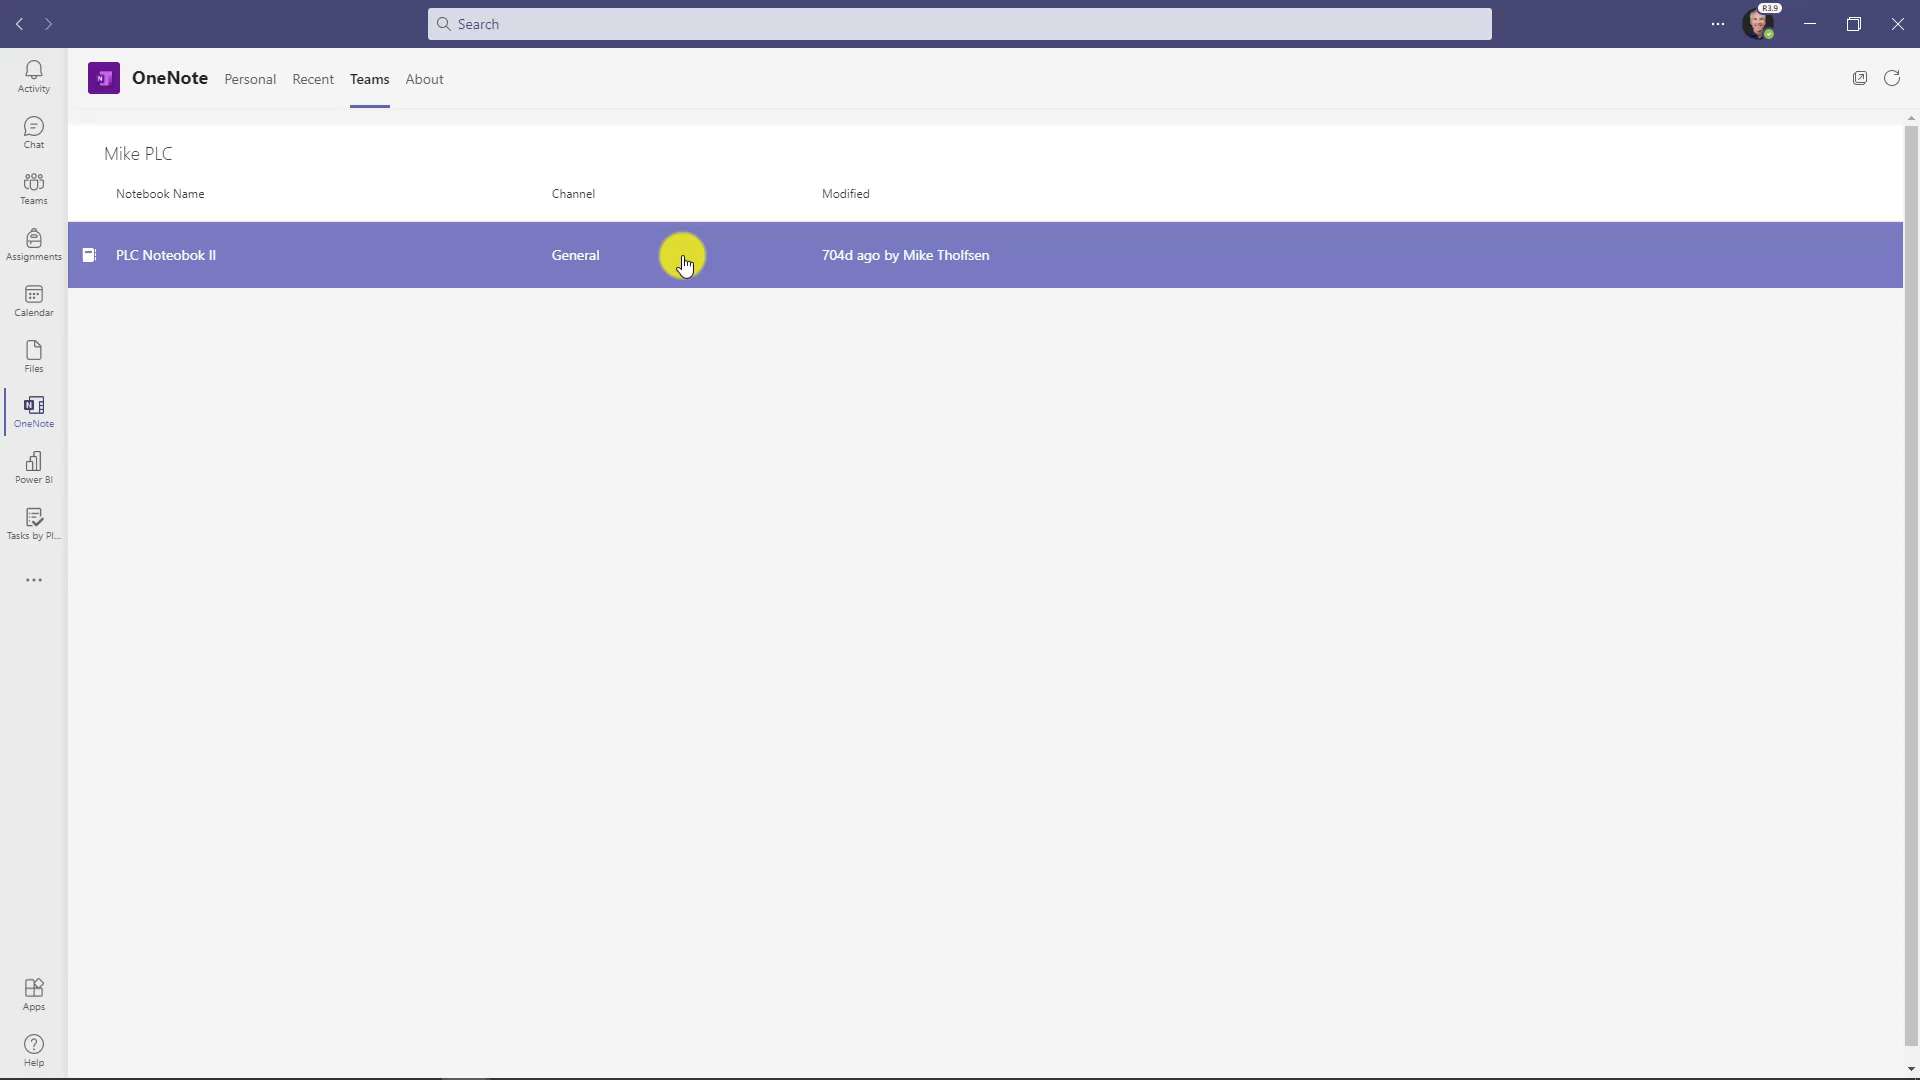 Search
R3.9
Activity
Chat
Teams
Assignments
Calendar
Files
OneNote
Power BI
Tasks by Pl...
Apps
Help
N
OneNote Personal Recent Teams About
Mike PLC
Notebook Name Channel Modified
PLC Noteobok II General 704d ago by Mike Tholfsen